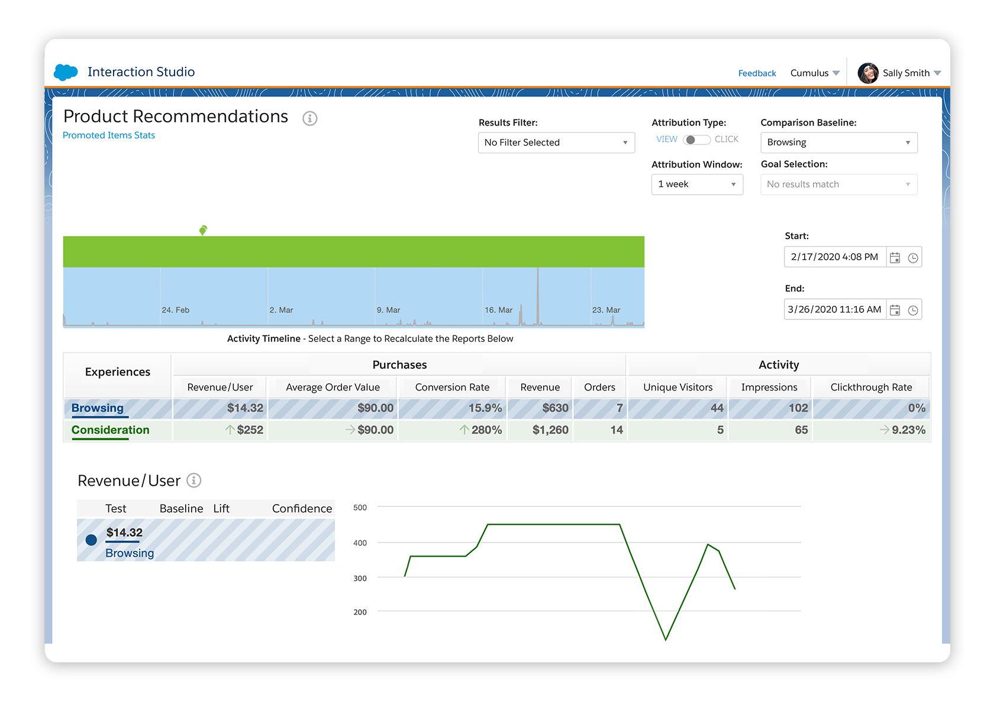 Interaction Studio
Feedback Cumulus Sally Smith
Product Recommendations
Promoted Items Stats
Results Filter:
No Filter Selected
Attribution Type:
VIEW CLICK
Comparison Baseline:
Browsing
Attribution Window:
1 week
Goal Selection:
No results match
Start:
2/17/2020 4:08 PM
End:
3/26/2020 11:16 AM
24. Feb 2. Mar 9. Mar 16. Mar 23. Mar
Activity Timeline - Select a Range to Recalculate the Reports Below
Experiences Purchases Activity
Revenue/User Average Order Value Conversion Rate Revenue Orders Unique Visitors Impressions Clickthrough Rate
Browsing $14.32 $90.00 15.9% $630 7 44 102 0%
Consideration ↑$252 →$90.00 ↑280% $1,260 14 5 65 →9.23%
Revenue/User
Test Baseline Lift Confidence
$14.32
Browsing
500
400
300
200